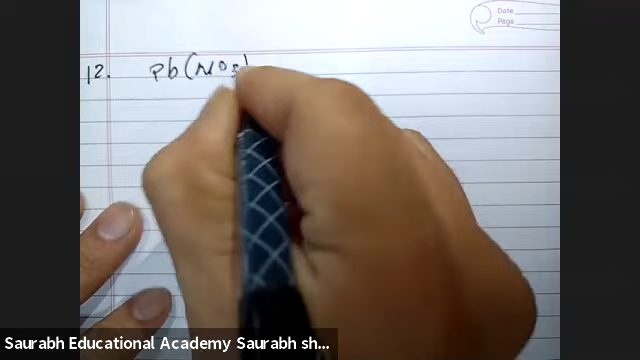 Date
Page
12. Pb(NO3)
Saurabh Educational Academy Saurabh sh...